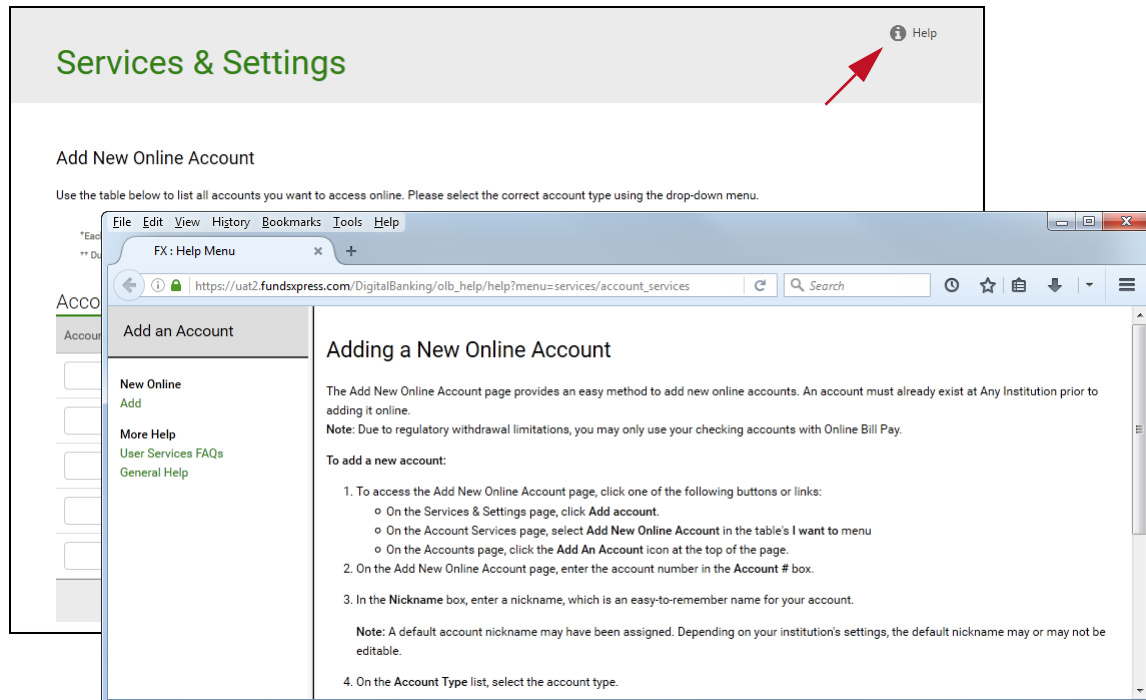 Help
Services & Settings
Add New Online Account
Use the table below to list all accounts you want to access online. Please select the correct account type using the drop-down menu.
*Eac
** Du
Acco
Accoun
File Edit View History Bookmarks Tools Help
FX : Help Menu
https://uat2.fundsxpress.com/DigitalBanking/olb_help/help?menu=services/account_services
Search
Add an Account
New Online
Add
More Help
User Services FAQs
General Help
Adding a New Online Account
The Add New Online Account page provides an easy method to add new online accounts. An account must already exist at Any Institution prior to
adding it online.
Note: Due to regulatory withdrawal limitations, you may only use your checking accounts with Online Bill Pay.
To add a new account:
1. To access the Add New Online Account page, click one of the following buttons or links:
On the Services & Settings page, click Add account.
On the Account Services page, select Add New Online Account in the table's I want to menu
On the Accounts page, click the Add An Account icon at the top of the page.
2. On the Add New Online Account page, enter the account number in the Account # box.
3. In the Nickname box, enter a nickname, which is an easy-to-remember name for your account.
Note: A default account nickname may have been assigned. Depending on your institution's settings, the default nickname may or may not be
editable.
4. On the Account Type list, select the account type.